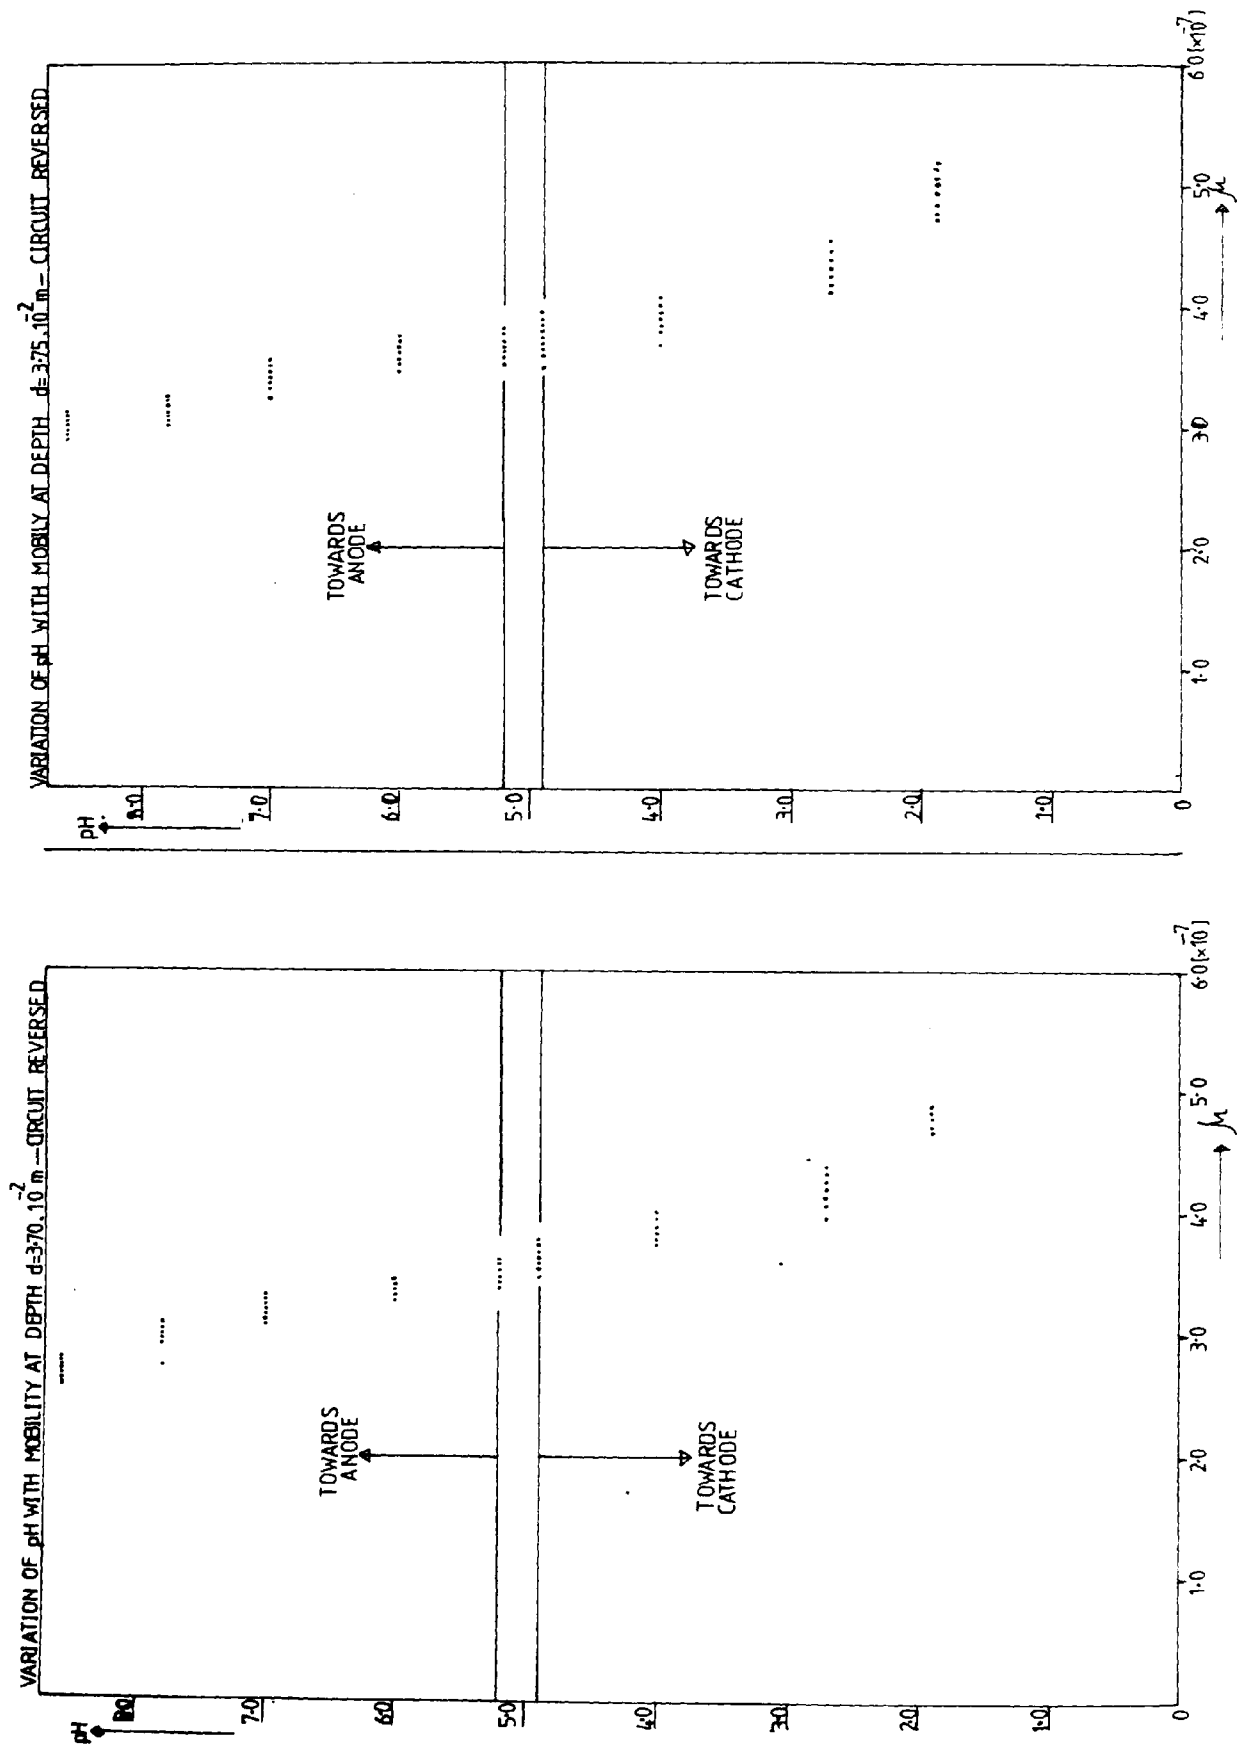 VARIATION OF pH WITH MOBILITY AT DEPTH d=3·70.10⁻² m—CIRCUIT REVERSED
pH
8·0
7·0
6·0
5·0
4·0
3·0
2·0
1·0
0
TOWARDS
ANODE
TOWARDS
CATHODE
1·0
2·0
3·0
4·0
5·0
6·0(×10⁻⁷)
μ
VARIATION OF pH WITH MOBILY AT DEPTH d=3·75.10⁻² m— CIRCUIT REVERSED
pH
8·0
7·0
6·0
5·0
4·0
3·0
2·0
1·0
0
TOWARDS
ANODE
TOWARDS
CATHODE
1·0
2·0
3·0
4·0
5·0
6·0(×10⁻⁷)
μ